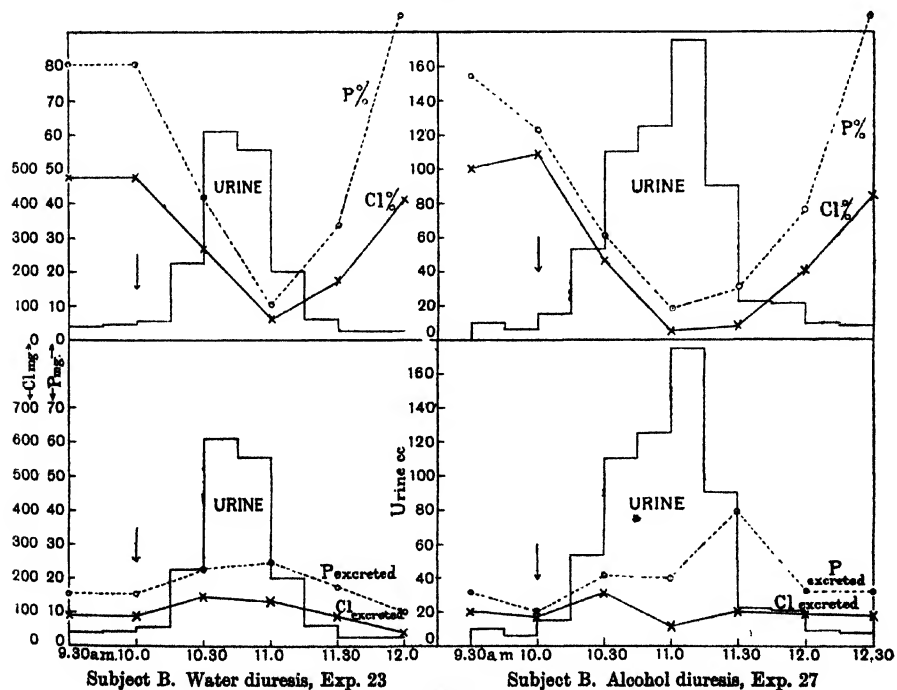 80
70
60
500 50
400 40
300 30
200 20
100 10
0 0
P%
URINE
Cl%
160
140
120
100
80
60
40
20
0
P%
URINE
Cl%
←Cl mg→
←P mg.→
700 70
600 60
500 50
400 40
300 30
200 20
100 10
0 0
URINE
P excreted
Cl excreted
9.30am. 10.0 10.30 11.0 11.30 12.0
Subject B. Water diuresis, Exp. 23
Urine cc
160
140
120
100
80
60
40
20
0
URINE
P excreted
Cl excreted
9.30am 10.0 10.30 11.0 11.30 12.0 12,30
Subject B. Alcohol diuresis, Exp. 27